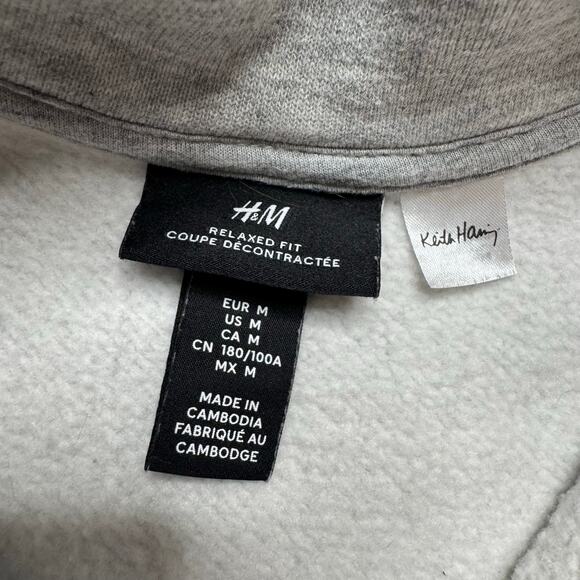 H&M
RELAXED FIT
COUPE DÉCONTRACTÉE
Keith Haring
EUR M
US M
CA M
CN 180/100A
MX M
MADE IN
CAMBODIA
FABRIQUÉ AU
CAMBODGE